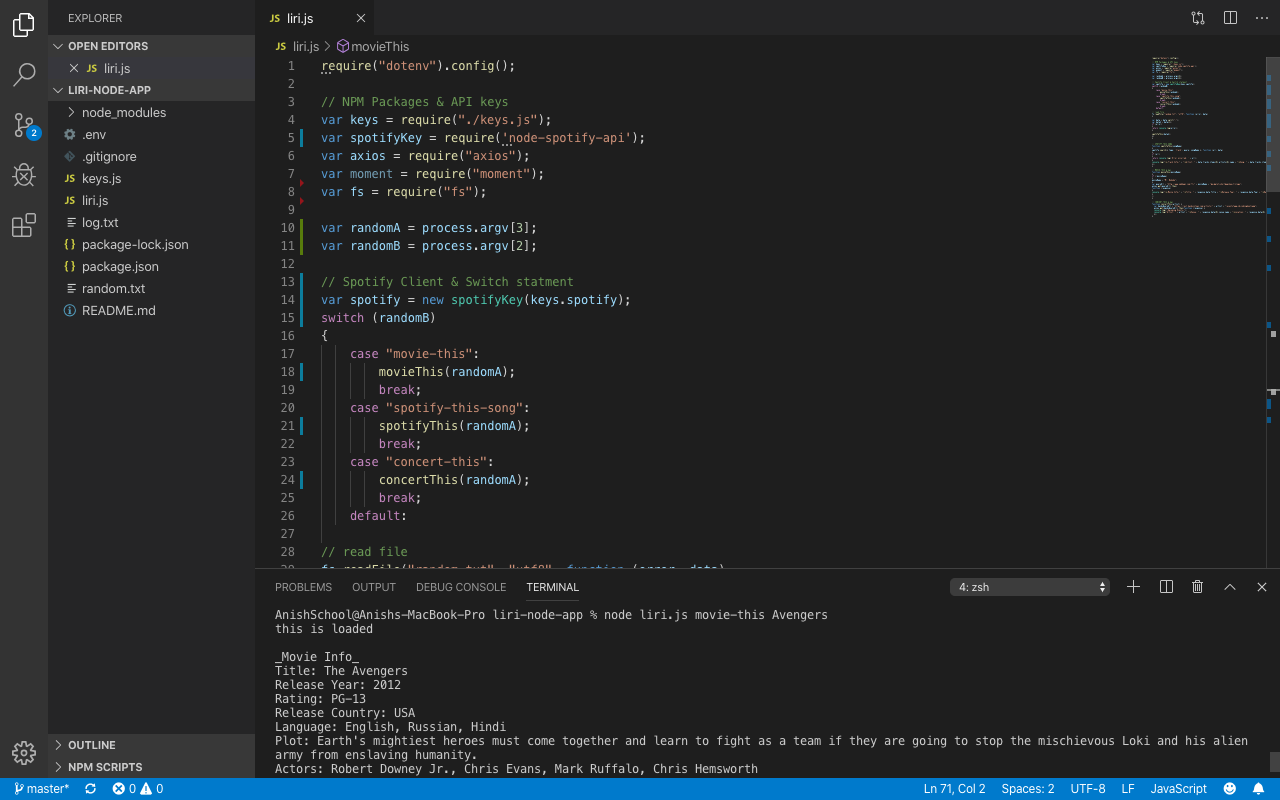 EXPLORER
OPEN EDITORS
JS liri.js
LIRI-NODE-APP
node_modules
.env
.gitignore
JS keys.js
JS liri.js
log.txt
{} package-lock.json
{} package.json
random.txt
README.md
OUTLINE
NPM SCRIPTS
2
JS liri.js
JS liri.js > movieThis
1 require("dotenv").config();
2
3 // NPM Packages & API keys
4 var keys = require("./keys.js");
5 var spotifyKey = require('node-spotify-api');
6 var axios = require("axios");
7 var moment = require("moment");
8 var fs = require("fs");
9
10 var randomA = process.argv[3];
11 var randomB = process.argv[2];
12
13 // Spotify Client & Switch statment
14 var spotify = new spotifyKey(keys.spotify);
15 switch (randomB)
16 {
17 case "movie-this":
18 movieThis(randomA);
19 break;
20 case "spotify-this-song":
21 spotifyThis(randomA);
22 break;
23 case "concert-this":
24 concertThis(randomA);
25 break;
26 default:
27
28 // read file
PROBLEMS OUTPUT DEBUG CONSOLE TERMINAL 4: zsh
AnishSchool@Anishs-MacBook-Pro liri-node-app % node liri.js movie-this Avengers
this is loaded
_Movie Info_
Title: The Avengers
Release Year: 2012
Rating: PG-13
Release Country: USA
Language: English, Russian, Hindi
Plot: Earth's mightiest heroes must come together and learn to fight as a team if they are going to stop the mischievous Loki and his alien
army from enslaving humanity.
Actors: Robert Downey Jr., Chris Evans, Mark Ruffalo, Chris Hemsworth
master* 0 0 Ln 71, Col 2 Spaces: 2 UTF-8 LF JavaScript